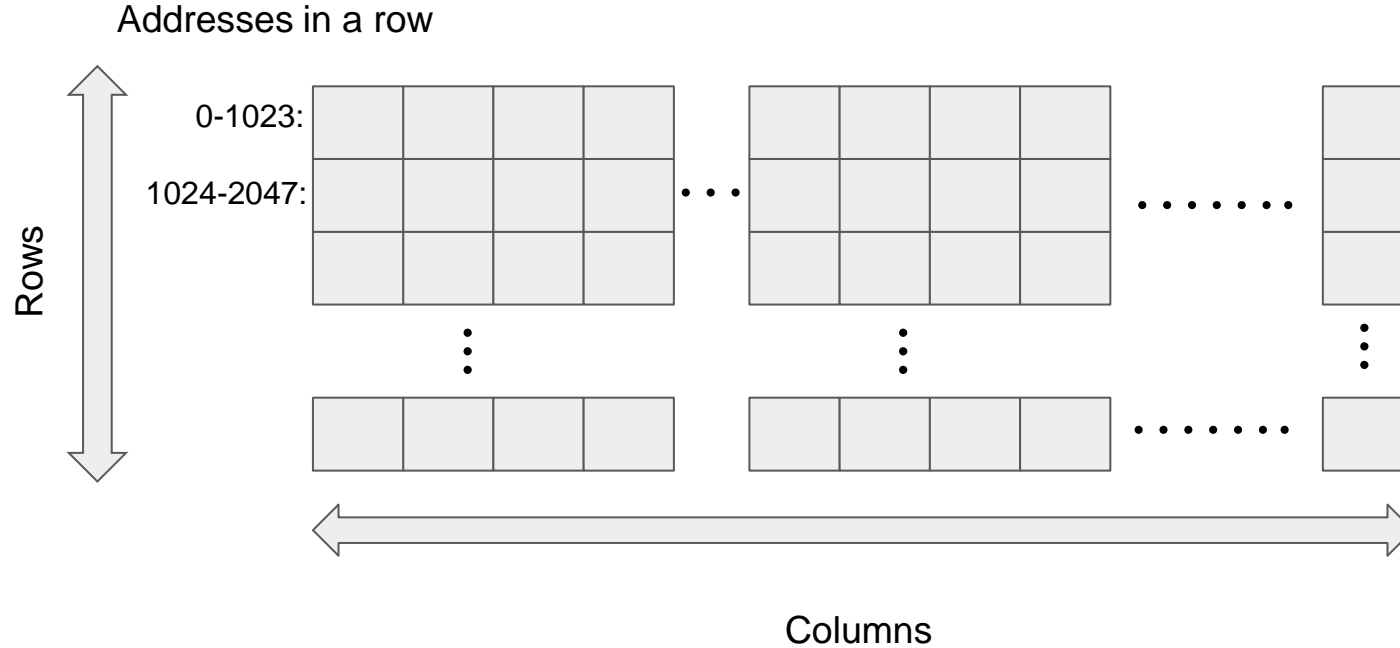 Addresses in a row
0-1023:
1024-2047:
Rows
Columns